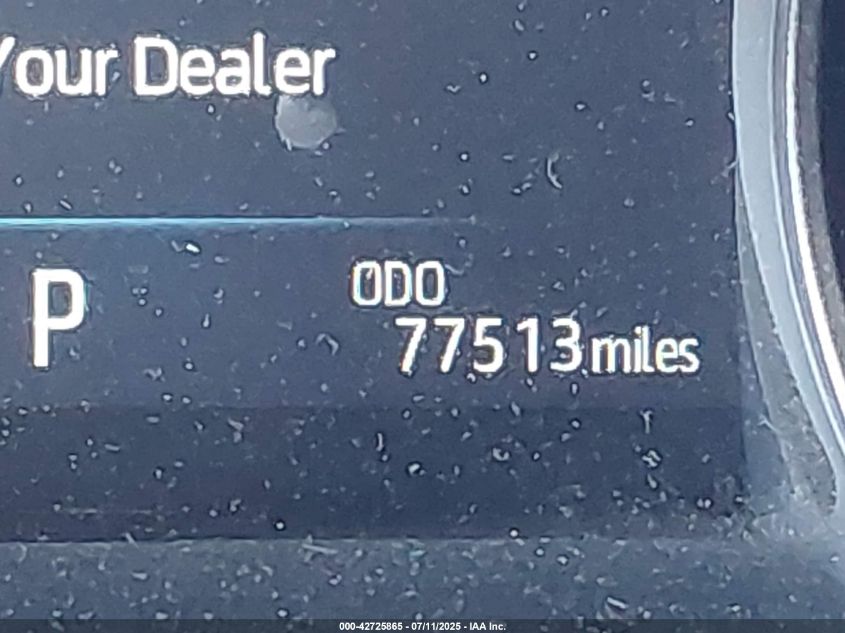 Your Dealer
ODO
P 77513 miles
000-42725865 - 07/11/2025 - IAA Inc.